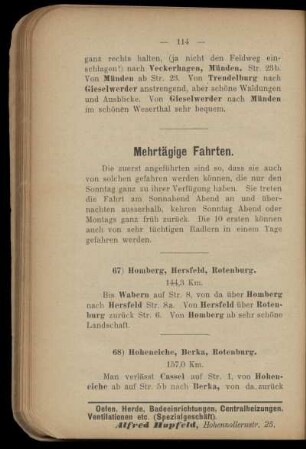 — 114 —
ganz rechts halten, (ja nicht den Feldweg ein-
schlagen!) nach Veckerhagen, Münden, Str. 23b.
Von Münden ab Str. 23. Von Trendelburg nach
Gieselwerder anstrengend, aber schöne Waldungen
und Ausblicke. Von Gieselwerder nach Münden
im schönen Weserthal sehr bequem.
Mehrtägige Fahrten.
Die zuerst angeführten sind so, dass sie auch
von solchen gefahren werden können, die nur den
Sonntag ganz zu ihrer Verfügung haben. Sie treten
die Fahrt am Sonnabend Abend an und über-
nachten ausserhalb, kehren Sonntag Abend oder
Montags ganz früh zurück. Die 10 ersten können
auch von sehr tüchtigen Radlern in einem Tage
gefahren werden.
67) Homberg, Hersfeld, Rotenburg.
144,3 Km.
Bis Wabern auf Str. 8, von da über Homberg
nach Hersfeld Str. 8a. Von Hersfeld über Roten-
burg zurück Str. 6. Von Homberg ab sehr schöne
Landschaft.
68) Hoheneiche, Berka, Rotenburg.
157,0 Km.
Man verlässt Cassel auf Str. 1, von Hohen-
eiche ab auf Str. 5b nach Berka, von da zurück
Oefen, Herde, Badeeinrichtungen, Centralheizungen,
Ventilationen etc. (Spezialgeschäft).
Alfred Hopfeld, Hohenzollernstr. 25.